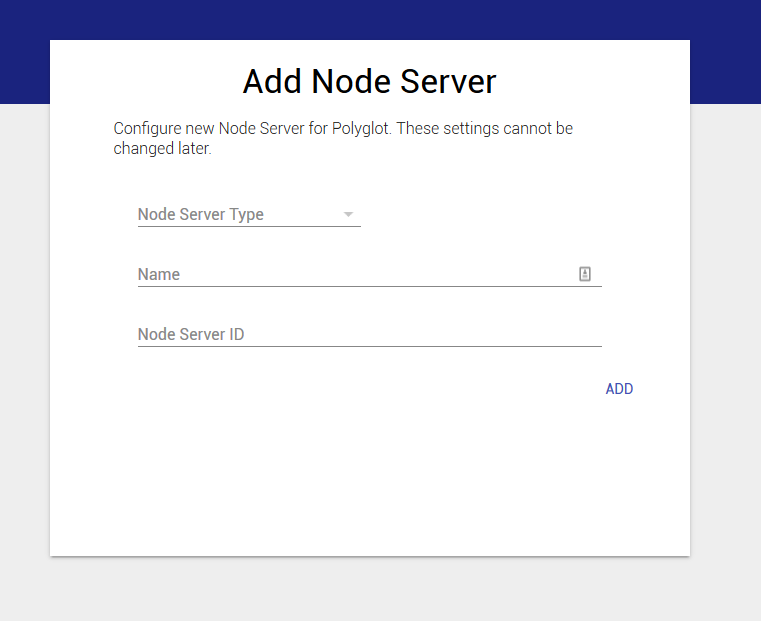 Add Node Server
Configure new Node Server for Polyglot. These settings cannot be
changed later.
Node Server Type
Name
Node Server ID
ADD